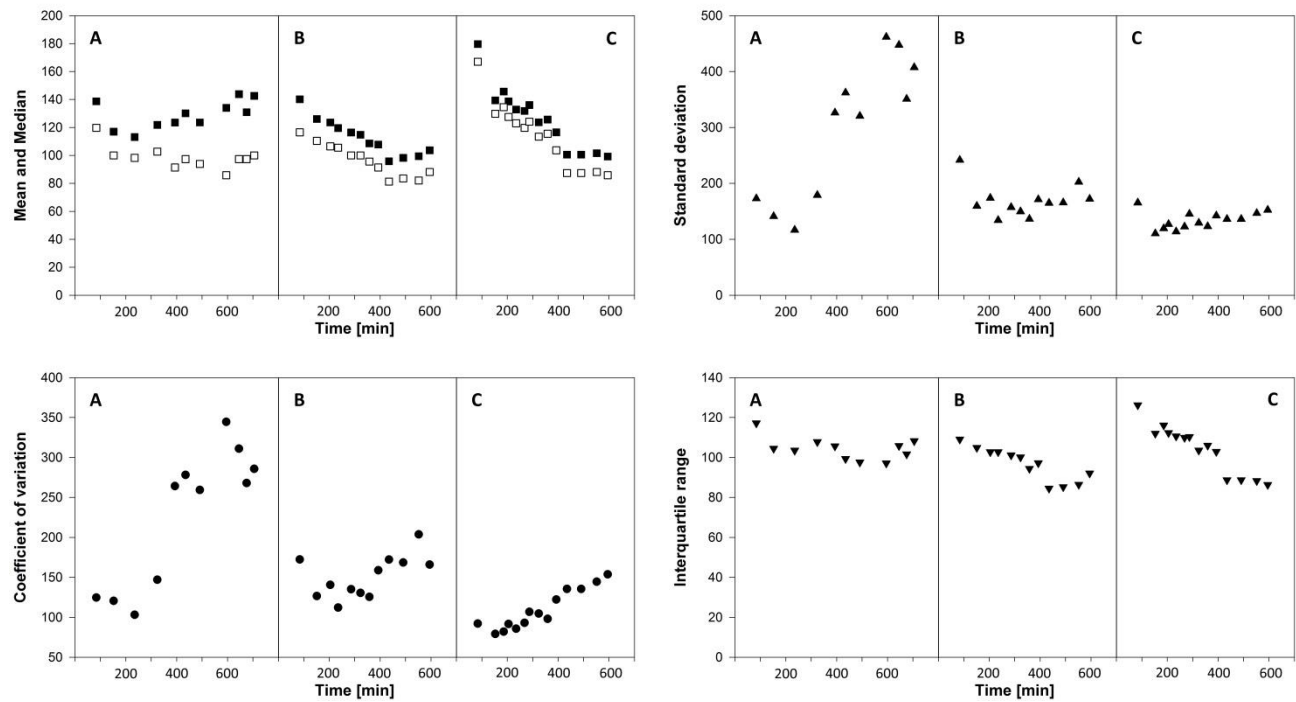 Mean and Median
200
180
160
140
120
100
80
60
40
20
0
A
B
C
200 400 600 200 400 600 200 400 600
Time [min]
Standard deviation
500
400
300
200
100
0
A
B
C
200 400 600 200 400 600 200 400 600
Time [min]
Coefficient of variation
400
350
300
250
200
150
100
50
A
B
C
200 400 600 200 400 600 200 400 600
Time [min]
Interquartile range
140
120
100
80
60
40
20
0
A
B
C
200 400 600 200 400 600 200 400 600
Time [min]